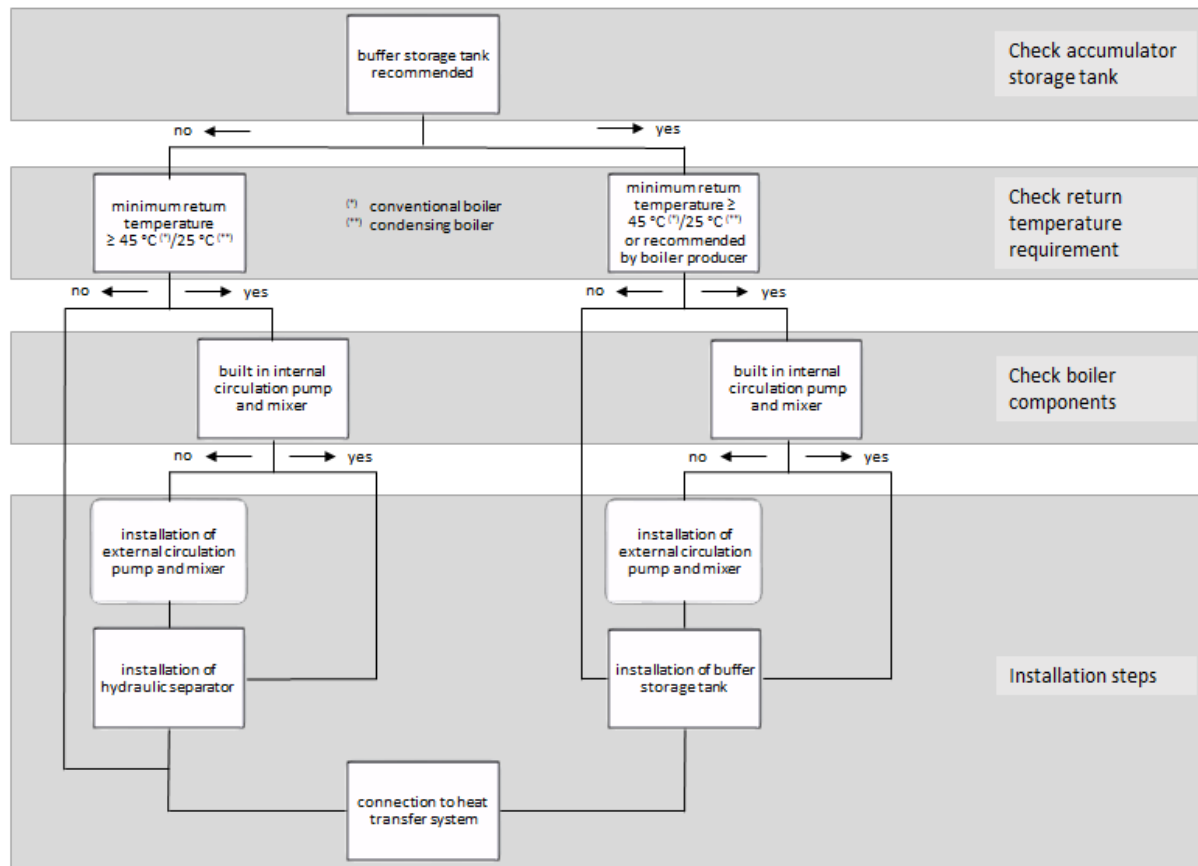 buffer storage tank
recommended
Check accumulator
storage tank
no
yes
minimum return
temperature
≥ 45 °C (*)/25 °C (**)
(*) conventional boiler
(**) condensing boiler
minimum return
temperature ≥
45 °C (*)/25 °C (**)
or recommended
by boiler producer
Check return
temperature
requirement
no
yes
no
yes
built in internal
circulation pump
and mixer
built in internal
circulation pump
and mixer
Check boiler
components
no
yes
no
yes
installation of
external circulation
pump and mixer
installation of
external circulation
pump and mixer
installation of
hydraulic separator
installation of buffer
storage tank
Installation steps
connection to heat
transfer system